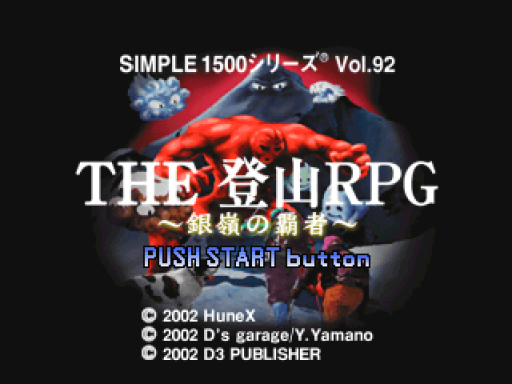 SIMPLE 1500シリーズ® Vol.92
THE 登山RPG
～銀嶺の覇者～
PUSH START button
© 2002 HuneX
© 2002 D's garage/Y.Yamano
© 2002 D3 PUBLISHER